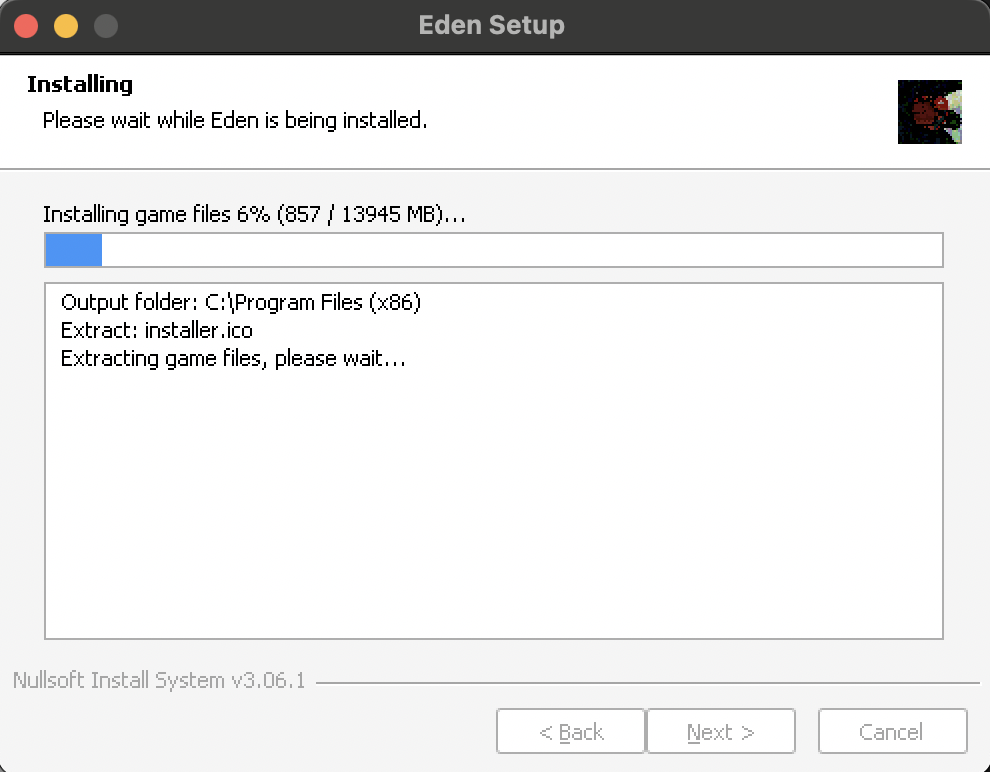 Eden Setup
Installing
Please wait while Eden is being installed.
Installing game files 6% (857 / 13945 MB)...
Output folder: C:\Program Files (x86)
Extract: installer.ico
Extracting game files, please wait...
Nullsoft Install System v3.06.1
< Back
Next >
Cancel